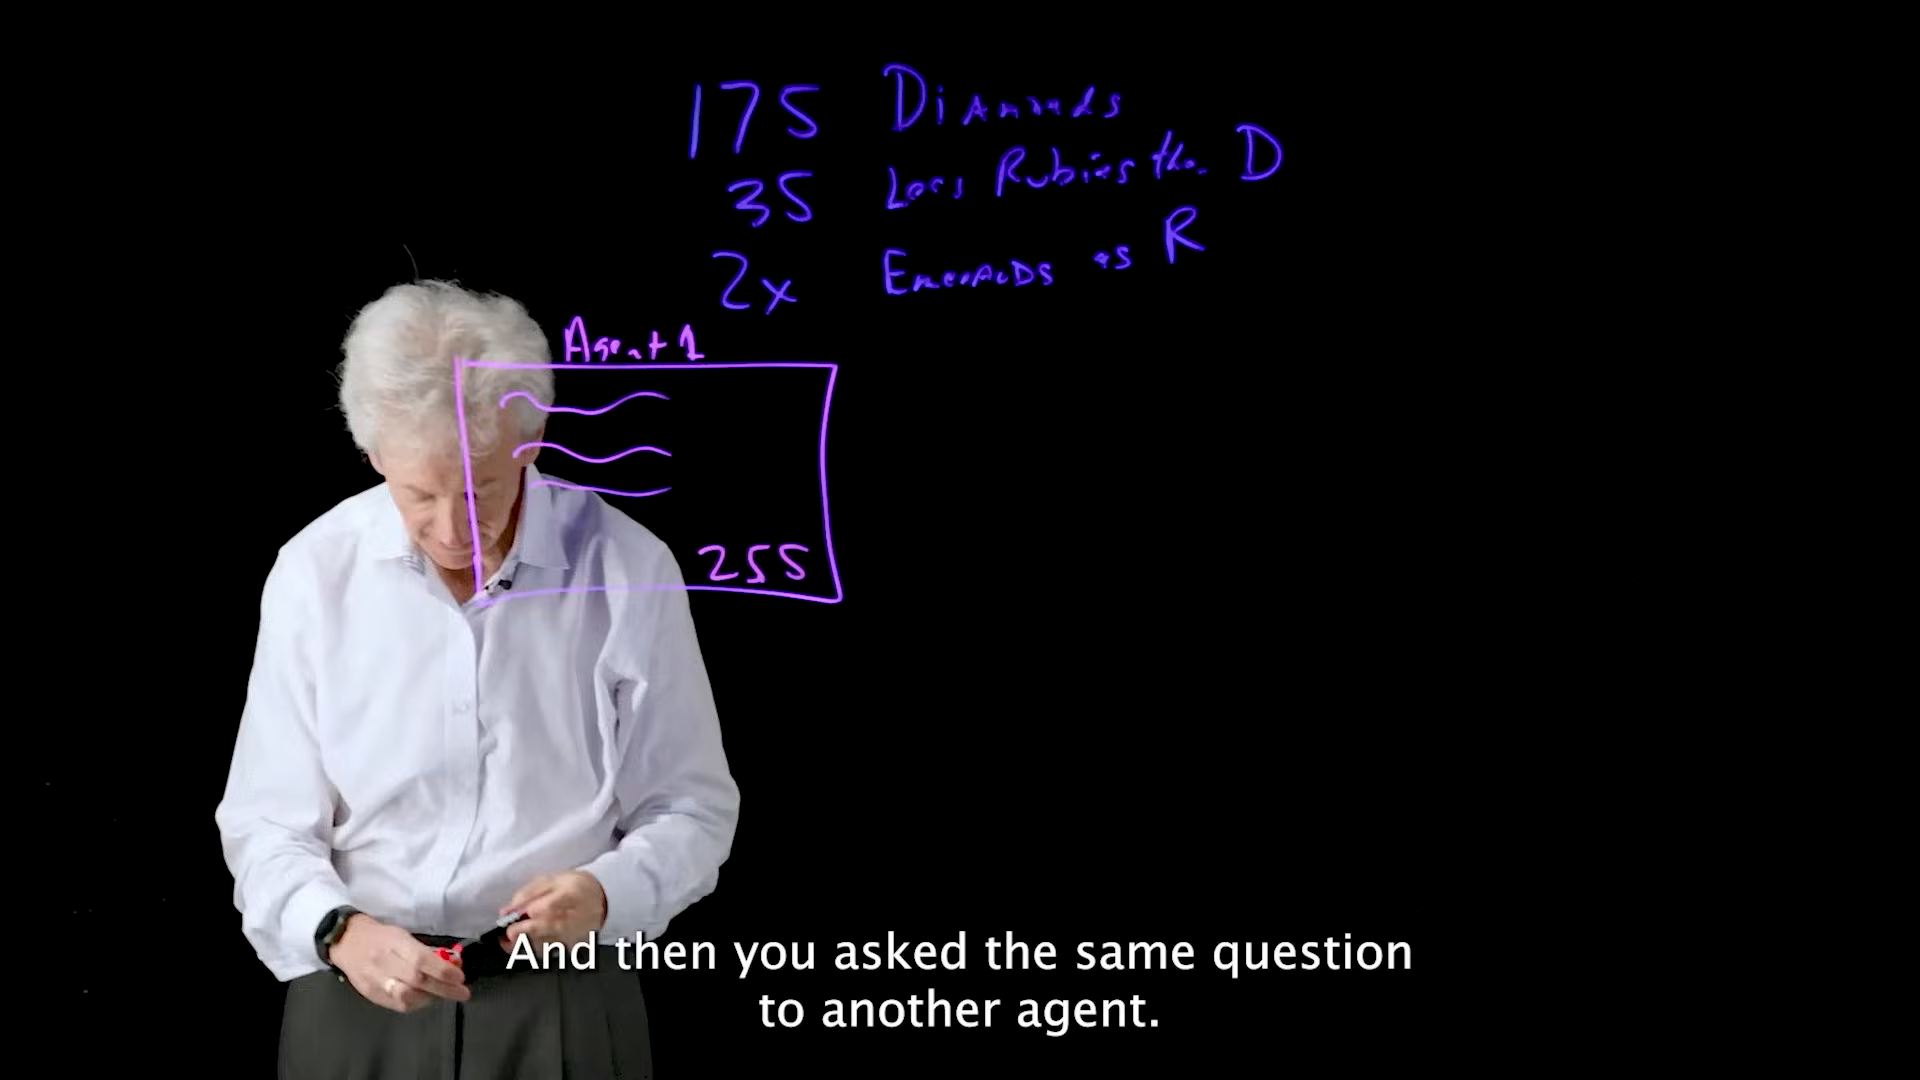 175 Diamonds
35 Less Rubies than D
2x Emeralds as R
Agent 1
255
And then you asked the same question
to another agent.